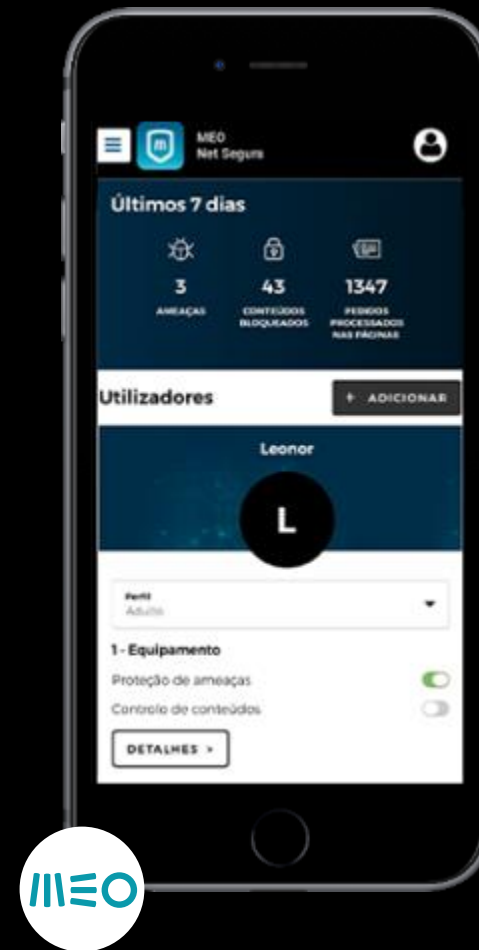 MEO
Net Segura
Últimos 7 dias
3
43
1347
AMEAÇAS
CONTEÚDOS
BLOQUEADOS
PEDIDOS
PROCESSADOS
NAS PÁGINAS
Utilizadores
+ ADICIONAR
Leonor
L
Perfil
Adulto
1 - Equipamento
Proteção de ameaças
Controlo de conteúdos
DETALHES >
MEO